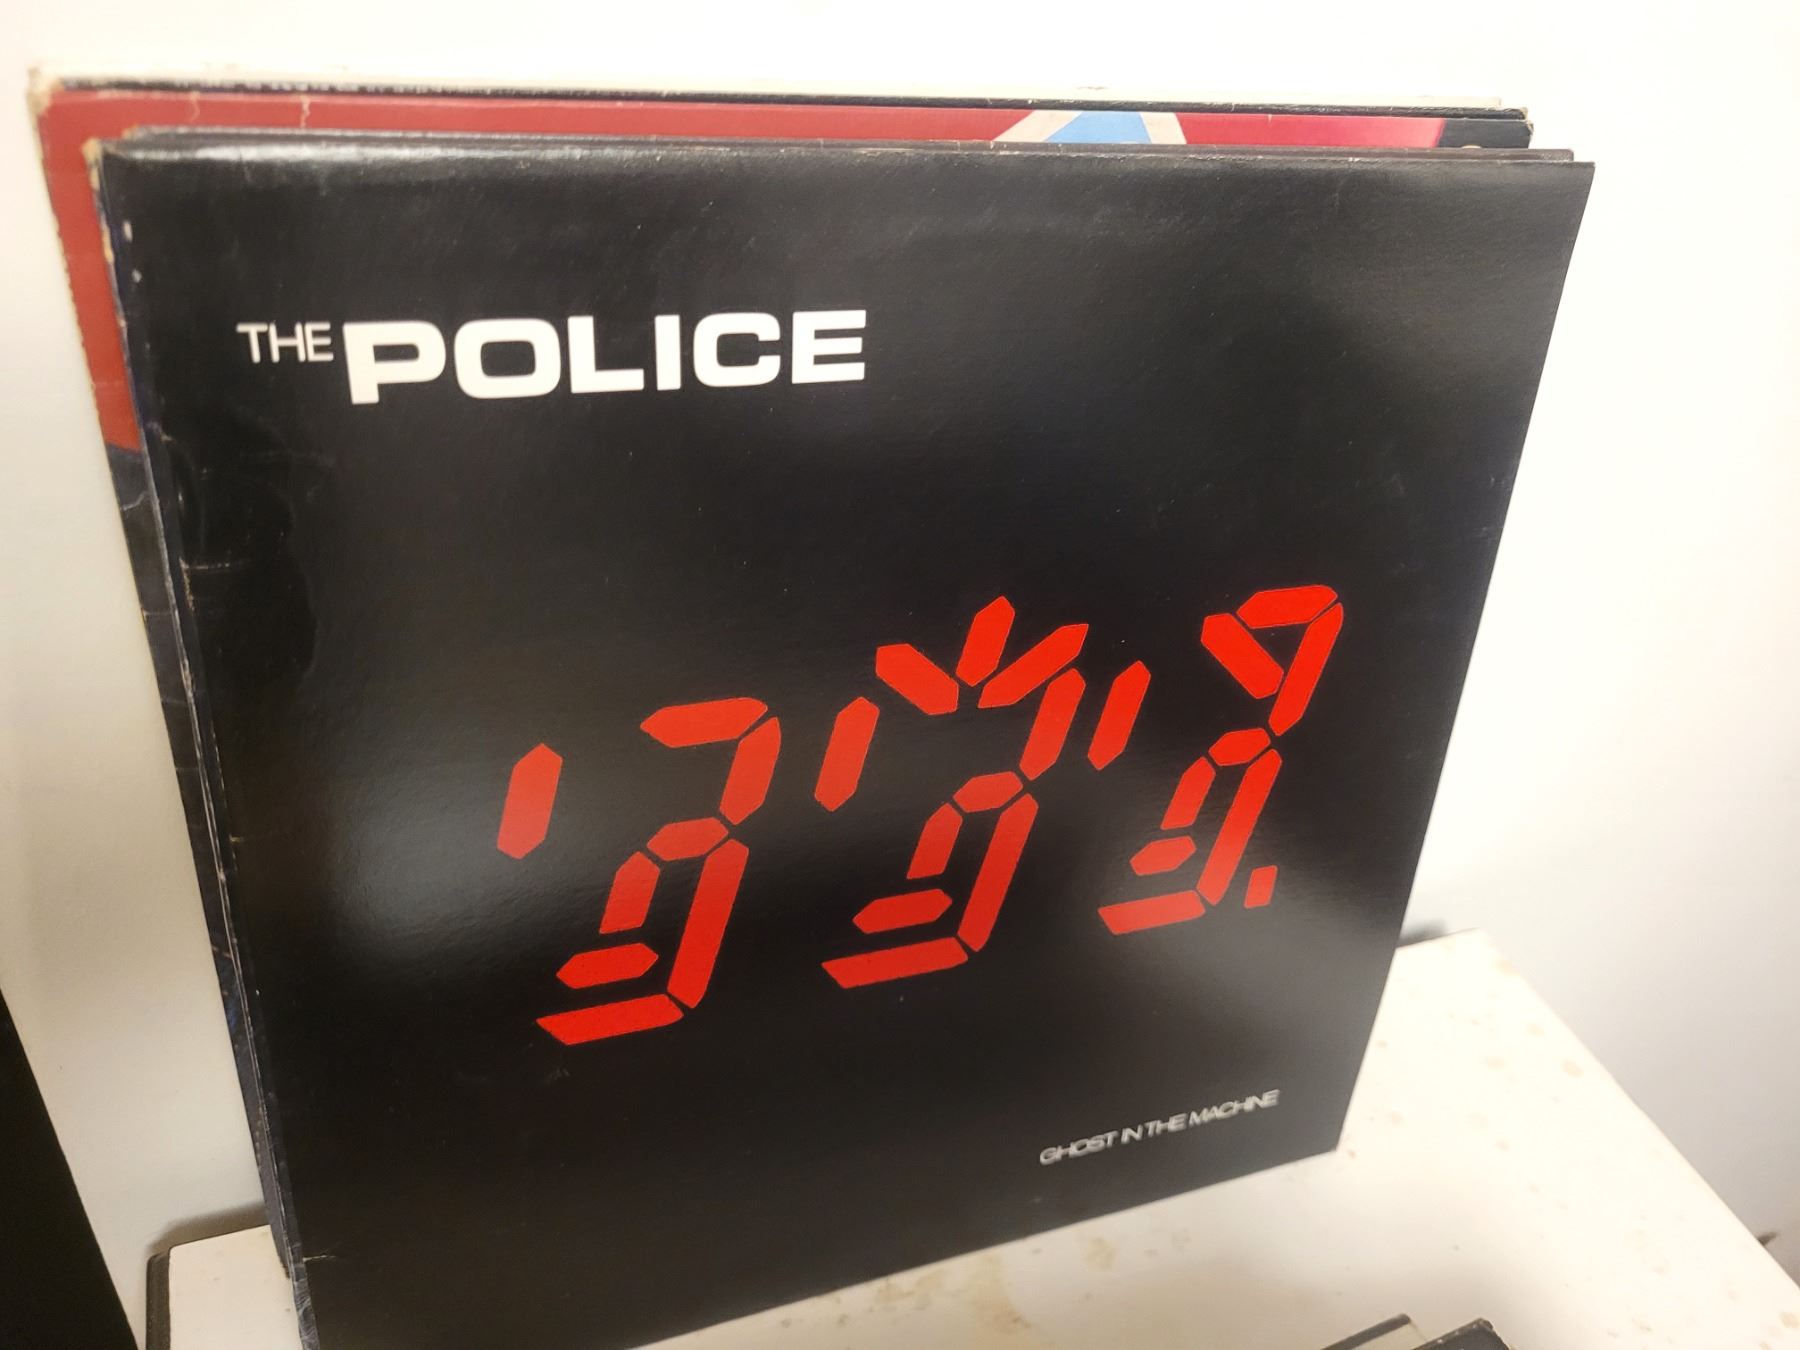 THE POLICE
GHOST IN THE MACHINE